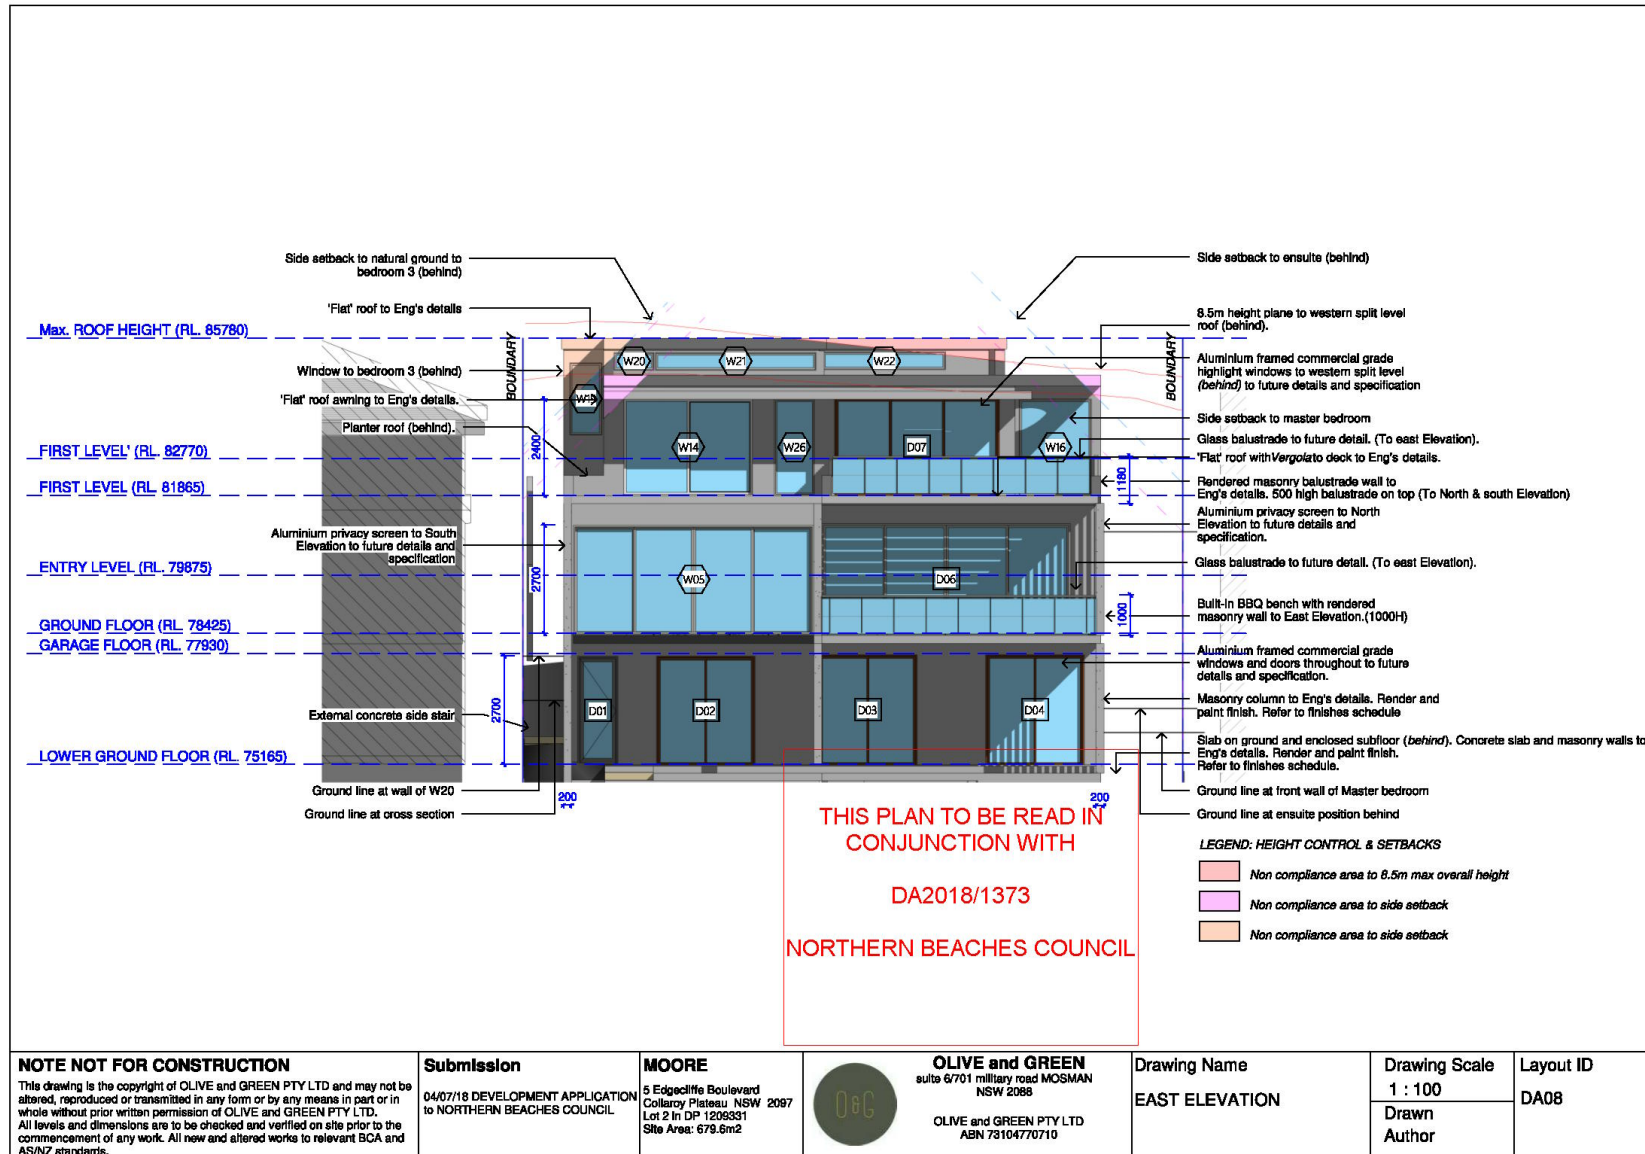 Side setback to natural ground to
bedroom 3 (behind)
'Flat' roof to Eng's details
Max. ROOF HEIGHT (RL. 85780)
Window to bedroom 3 (behind)
'Flat' roof awning to Eng's details.
Planter roof (behind).
FIRST LEVEL' (RL. 82770)
FIRST LEVEL (RL. 81865)
Aluminium privacy screen to South
Elevation to future details and
specification
ENTRY LEVEL (RL. 79875)
GROUND FLOOR (RL. 78425)
GARAGE FLOOR (RL. 77930)
External concrete side stair
LOWER GROUND FLOOR (RL. 75165)
Ground line at wall of W20
Ground line at cross section
BOUNDARY
2400
2700
2700
200
W20
W21
W22
W15
W14
W26
D07
W16
W05
D06
D01
D02
D03
D04
1180
1000
200
BOUNDARY
Side setback to ensuite (behind)
8.5m height plane to western split level
roof (behind).
Aluminium framed commercial grade
highlight windows to western split level
(behind) to future details and specification
Side setback to master bedroom
Glass balustrade to future detail. (To east Elevation).
'Flat' roof with Vergola to deck to Eng's details.
Rendered masonry balustrade wall to
Eng's details. 500 high balustrade on top (To North & south Elevation)
Aluminium privacy screen to North
Elevation to future details and
specification.
Glass balustrade to future detail. (To east Elevation).
Built-in BBQ bench with rendered
masonry wall to East Elevation.(1000H)
Aluminium framed commercial grade
windows and doors throughout to future
details and specification.
Masonry column to Eng's details. Render and
paint finish. Refer to finishes schedule
Slab on ground and enclosed subfloor (behind). Concrete slab and masonry walls to
Eng's details. Render and paint finish.
Refer to finishes schedule.
Ground line at front wall of Master bedroom
Ground line at ensuite position behind
LEGEND: HEIGHT CONTROL & SETBACKS
Non compliance area to 8.5m max overall height
Non compliance area to side setback
Non compliance area to side setback
THIS PLAN TO BE READ IN
CONJUNCTION WITH
DA2018/1373
NORTHERN BEACHES COUNCIL
NOTE NOT FOR CONSTRUCTION
This drawing is the copyright of OLIVE and GREEN PTY LTD and may not be
altered, reproduced or transmitted in any form or by any means in part or in
whole without prior written permission of OLIVE and GREEN PTY LTD.
All levels and dimensions are to be checked and verified on site prior to the
commencement of any work. All new and altered works to relevant BCA and
AS/NZ standards.
Submission
04/07/18 DEVELOPMENT APPLICATION
to NORTHERN BEACHES COUNCIL
MOORE
5 Edgecliffe Boulevard
Collaroy Plateau NSW 2097
Lot 2 in DP 1209331
Site Area: 679.6m2
O&G
OLIVE and GREEN
suite 6/701 military road MOSMAN
NSW 2088
OLIVE and GREEN PTY LTD
ABN 73104770710
Drawing Name
EAST ELEVATION
Drawing Scale
1 : 100
Drawn
Author
Layout ID
DA08